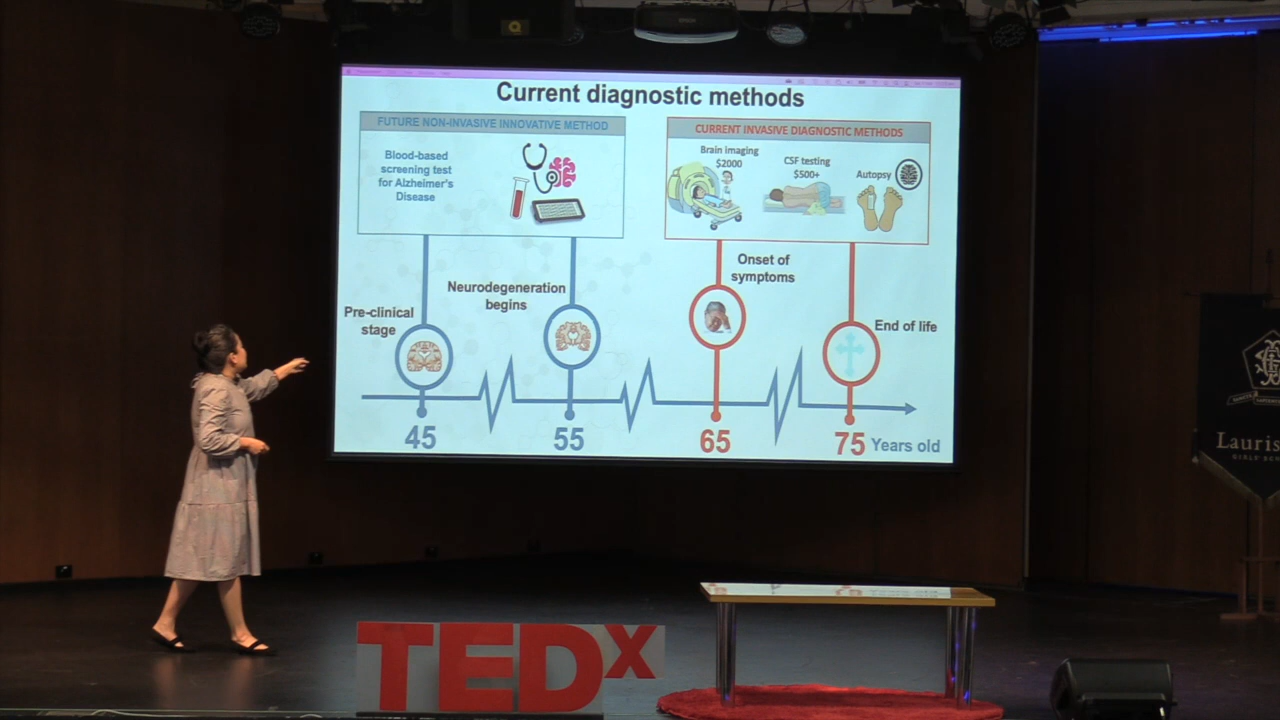 Current diagnostic methods
FUTURE NON-INVASIVE INNOVATIVE METHOD
Blood-based
screening test
for Alzheimer's
Disease
CURRENT INVASIVE DIAGNOSTIC METHODS
Brain imaging
$2000
CSF testing
$500+
Autopsy
Pre-clinical
stage
Neurodegeneration
begins
Onset of
symptoms
End of life
45
55
65
75 Years old
TEDx
Lauris
GIRLS' SCH